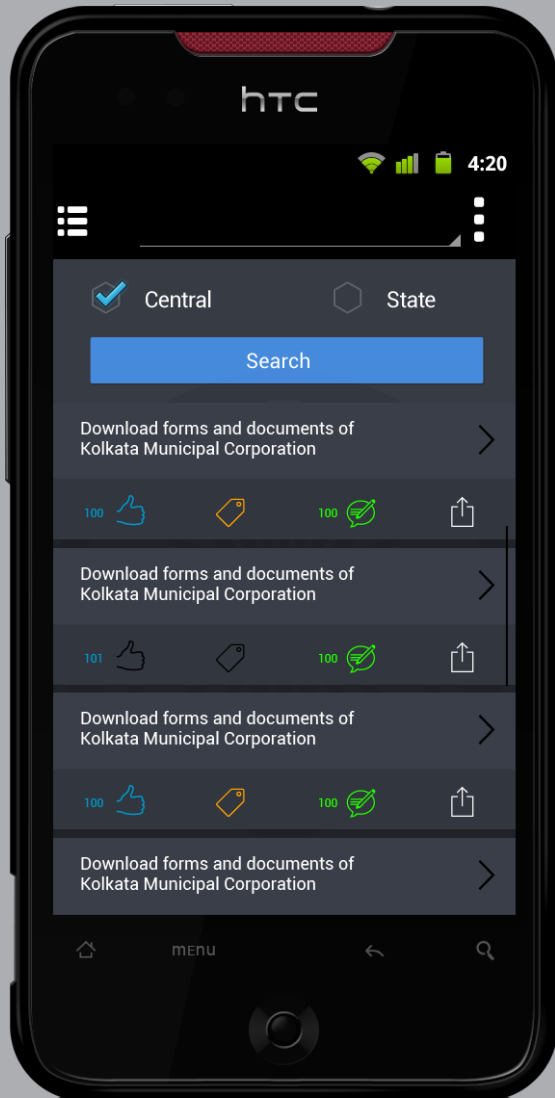 hTC
4:20
Central
State
Search
Download forms and documents of
Kolkata Municipal Corporation
100
100
Download forms and documents of
Kolkata Municipal Corporation
101
100
Download forms and documents of
Kolkata Municipal Corporation
100
100
Download forms and documents of
Kolkata Municipal Corporation
mEnu